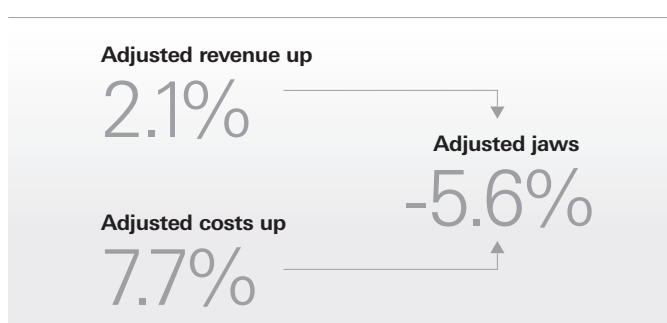 Adjusted revenue up
2.1%
Adjusted jaws
-5.6%
Adjusted costs up
7.7%